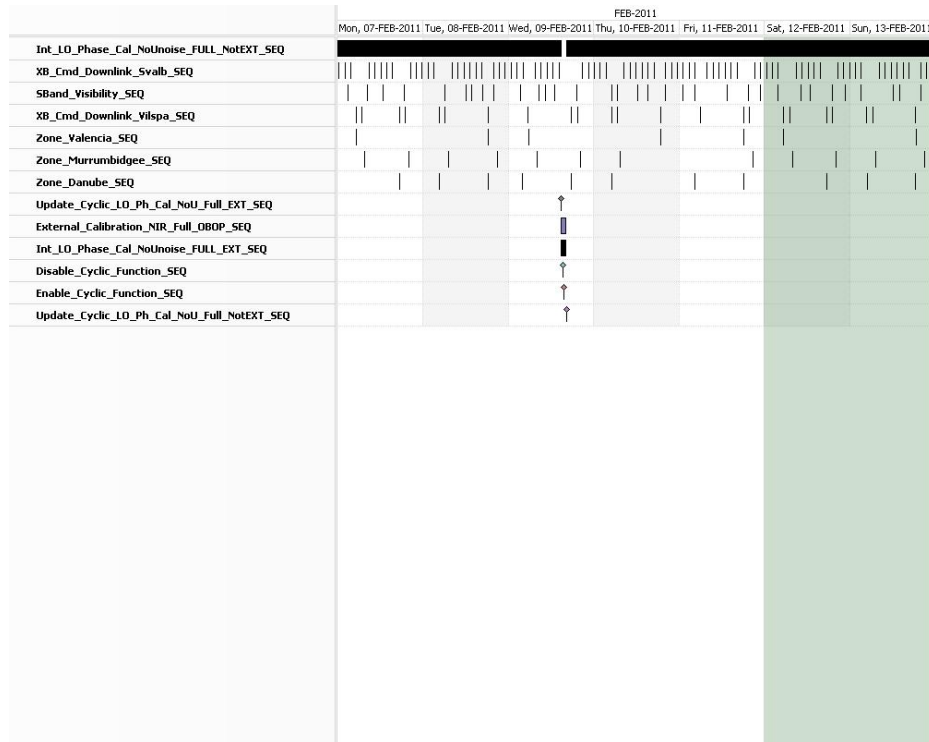 FEB-2011
Mon, 07-FEB-2011 Tue, 08-FEB-2011 Wed, 09-FEB-2011 Thu, 10-FEB-2011 Fri, 11-FEB-2011 Sat, 12-FEB-2011 Sun, 13-FEB-2011
Int_LO_Phase_Cal_NoUnoise_FULL_NotEXT_SEQ
XB_Cmd_Downlink_Svalb_SEQ
SBand_Visibility_SEQ
XB_Cmd_Downlink_Vilspa_SEQ
Zone_Valencia_SEQ
Zone_Murrumbidgee_SEQ
Zone_Danube_SEQ
Update_Cyclic_LO_Ph_Cal_NoU_Full_EXT_SEQ
External_Calibration_NIR_Full_OBOP_SEQ
Int_LO_Phase_Cal_NoUnoise_FULL_EXT_SEQ
Disable_Cyclic_Function_SEQ
Enable_Cyclic_Function_SEQ
Update_Cyclic_LO_Ph_Cal_NoU_Full_NotEXT_SEQ